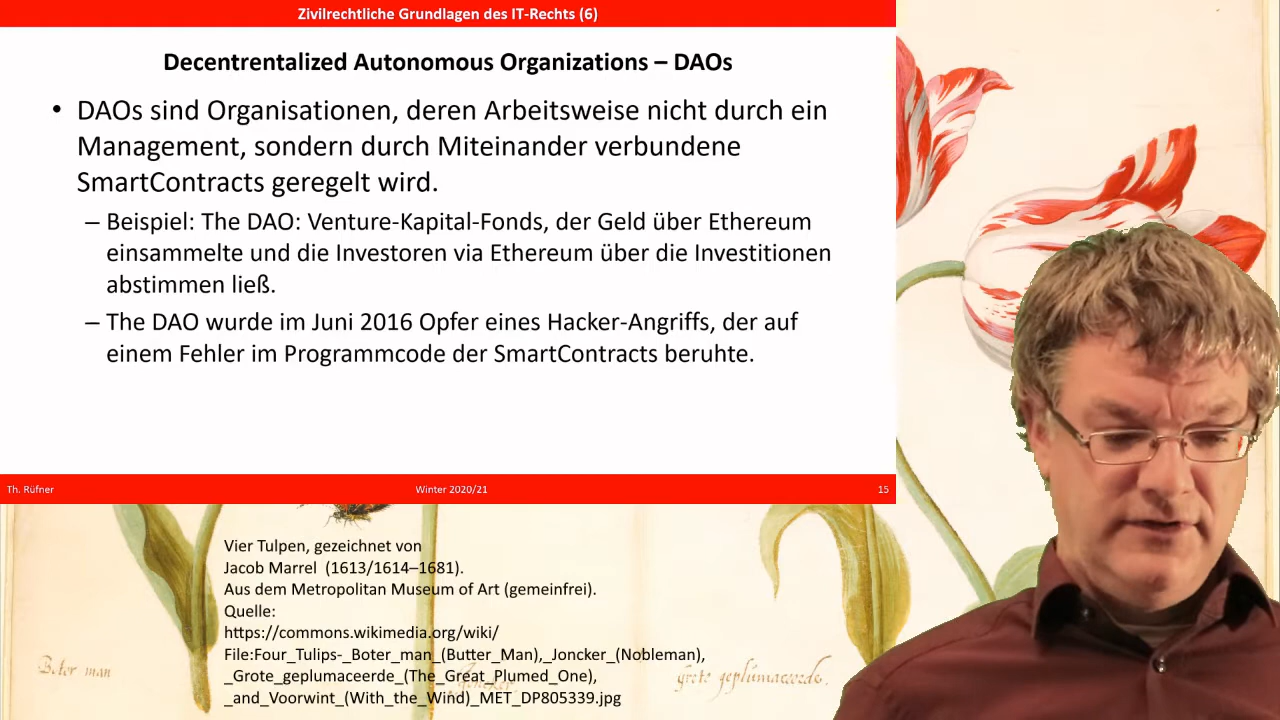 Zivilrechtliche Grundlagen des IT-Rechts (6)
Decentrentalized Autonomous Organizations – DAOs
• DAOs sind Organisationen, deren Arbeitsweise nicht durch ein
Management, sondern durch Miteinander verbundene
SmartContracts geregelt wird.
– Beispiel: The DAO: Venture-Kapital-Fonds, der Geld über Ethereum
einsammelte und die Investoren via Ethereum über die Investitionen
abstimmen ließ.
– The DAO wurde im Juni 2016 Opfer eines Hacker-Angriffs, der auf
einem Fehler im Programmcode der SmartContracts beruhte.
Th. Rüfner Winter 2020/21 15
Vier Tulpen, gezeichnet von
Jacob Marrel (1613/1614–1681).
Aus dem Metropolitan Museum of Art (gemeinfrei).
Quelle:
https://commons.wikimedia.org/wiki/
File:Four_Tulips-_Boter_man_(Butter_Man),_Joncker_(Nobleman),
_Grote_geplumaceerde_(The_Great_Plumed_One),
_and_Voorwint_(With_the_Wind)_MET_DP805339.jpg
Boter man
grote geplumaceerde.